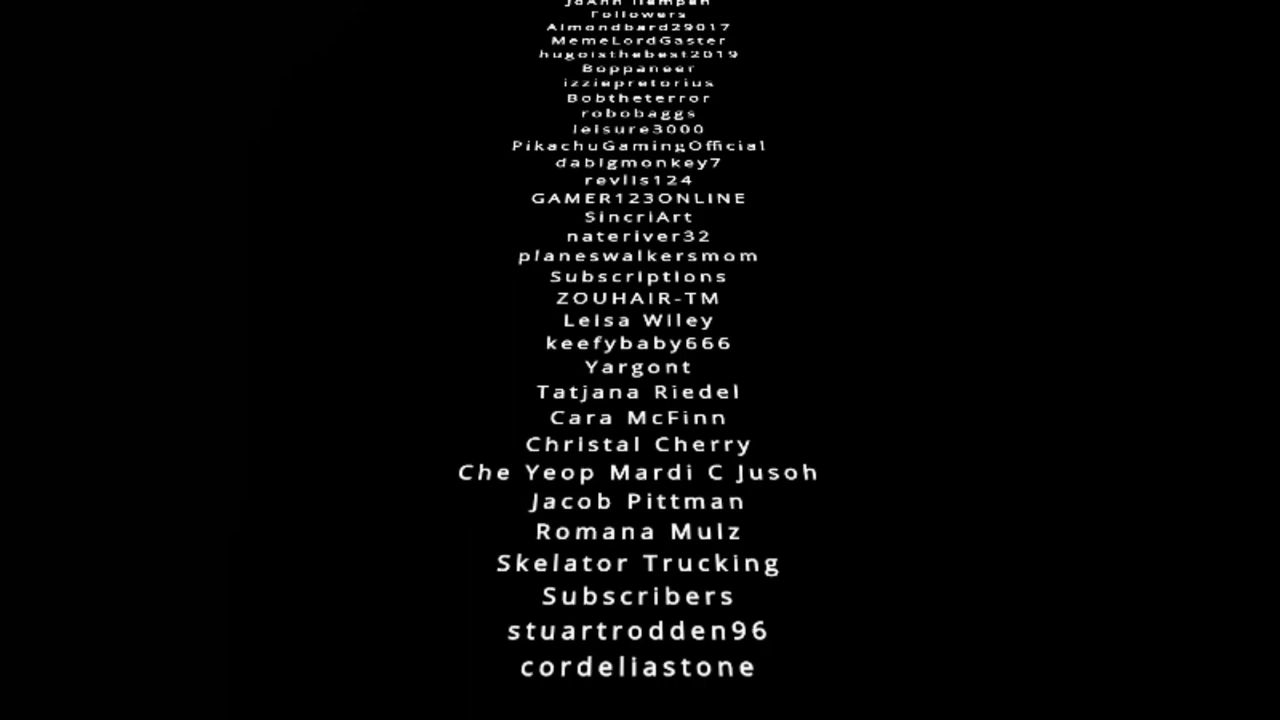 JoAnn
Followers
Almondbard29017
MemeLordGaster
hugoisthebest2019
Boppaneer
izziepretorius
Bobtheterror
robobaggs
leisure3000
PikachuGamingOfficial
dabigmonkey7
revlis124
GAMER123ONLINE
SincriArt
nateriver32
planeswalkersmom
Subscriptions
ZOUHAIR-TM
Leisa Wiley
keefybaby666
Yargont
Tatjana Riedel
Cara McFinn
Christal Cherry
Che Yeop Mardi C Jusoh
Jacob Pittman
Romana Mulz
Skelator Trucking
Subscribers
stuartrodden96
cordeliastone